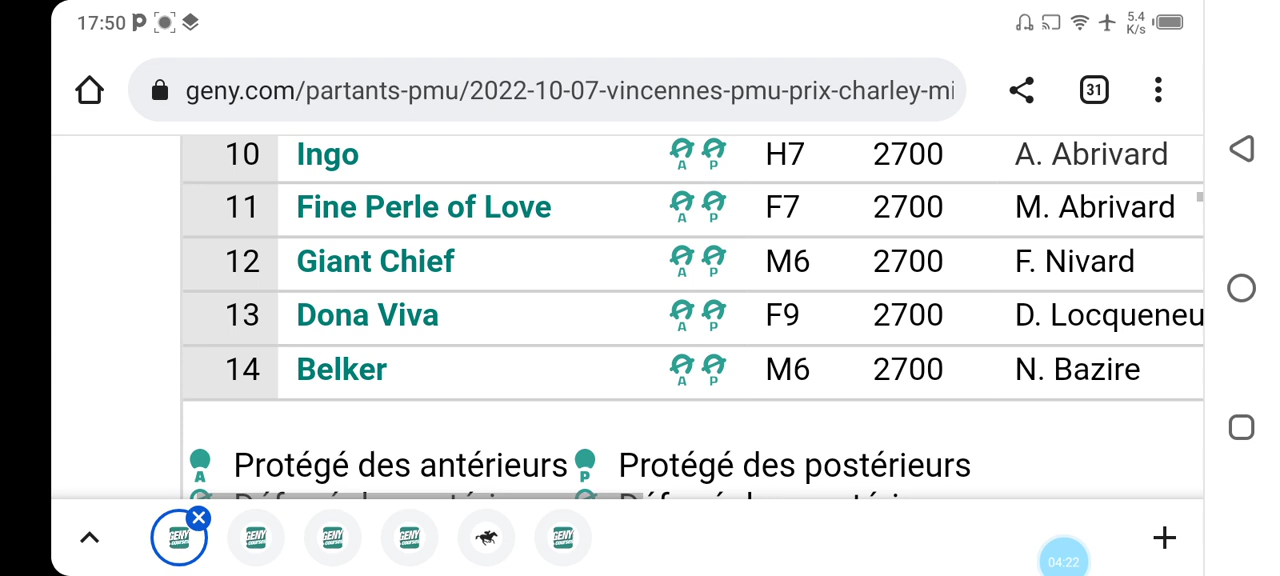 17:50
5.4 K/s
geny.com/partants-pmu/2022-10-07-vincennes-pmu-prix-charley-mi
31
10 Ingo A P H7 2700 A. Abrivard
11 Fine Perle of Love A P F7 2700 M. Abrivard
12 Giant Chief A P M6 2700 F. Nivard
13 Dona Viva A P F9 2700 D. Locqueneu
14 Belker A P M6 2700 N. Bazire
A Protégé des antérieurs P Protégé des postérieurs
GENY GENY GENY GENY GENY
04:22